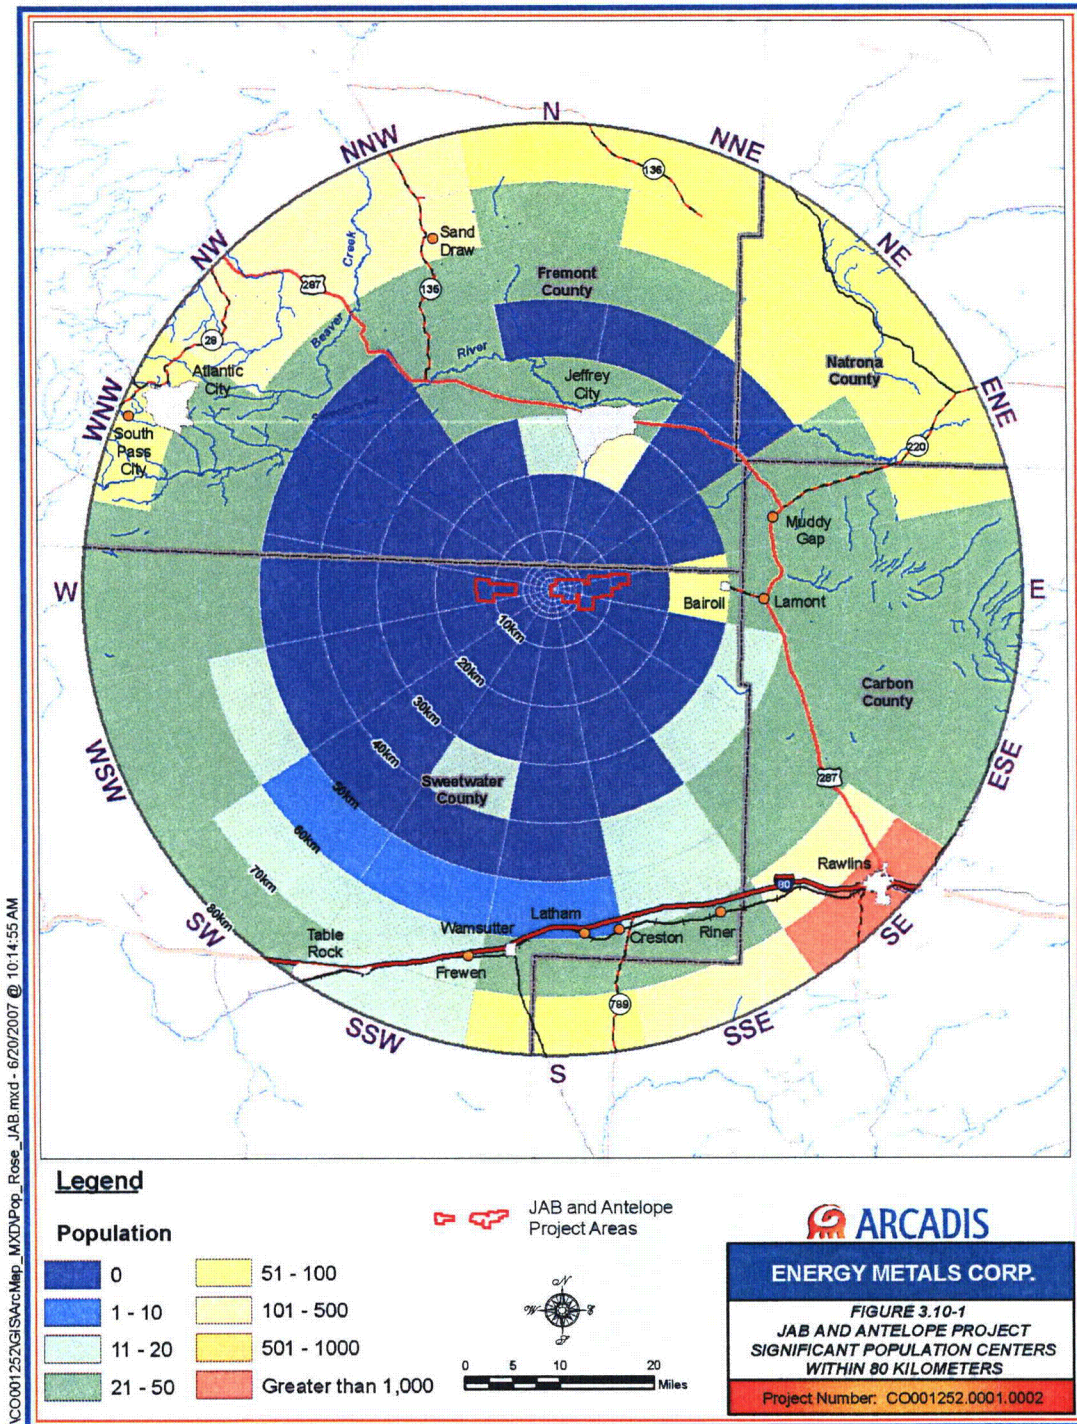 N
NNW
NNE
136
Sand
Draw
NW
NE
Creek
287
Fremont
County
136
28
Beaver
River
Natrona
County
Atlantic
City
Jeffrey
City
WNW
ENE
South
Pass
City
220
Muddy
Gap
W
E
Bairoil
Lamont
10km
20km
Carbon
County
30km
40km
WSW
ESE
Sweetwater
County
287
50km
60km
Rawlins
70km
80
80km
SW
Latham
Wamsutter
SE
Table
Rock
Creston
Riner
Frewen
789
SSW
SSE
S
\CO001252\GIS\ArcMap_MXD\Pop_Rose_JAB.mxd - 6/20/2007 @ 10:14:55 AM
Legend
Population
0
1 - 10
11 - 20
21 - 50
51 - 100
101 - 500
501 - 1000
Greater than 1,000
JAB and Antelope
Project Areas
N
W
E
0 5 10 20
Miles
ARCADIS
ENERGY METALS CORP.
FIGURE 3.10-1
JAB AND ANTELOPE PROJECT
SIGNIFICANT POPULATION CENTERS
WITHIN 80 KILOMETERS
Project Number: CO001252.0001.0002